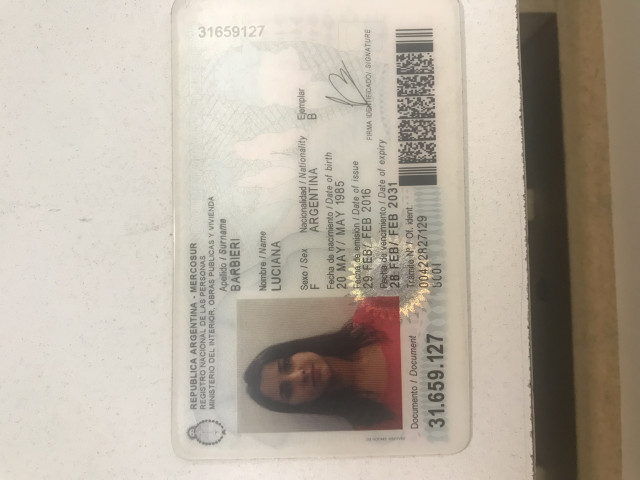 31659127
REPUBLICA ARGENTINA - MERCOSUR
REGISTRO NACIONAL DE LAS PERSONAS
MINISTERIO DEL INTERIOR, OBRAS PUBLICAS Y VIVIENDA
Apellido / Surname
BARBIERI
Nombre / Name
LUCIANA
Sexo / Sex Nacionalidad / Nationality Ejemplar
F ARGENTINA B
Fecha de nacimiento / Date of birth
20 MAY/ MAY 1985
Fecha de emisión / Date of issue
29 FEB/ FEB 2016
Fecha de vencimiento / Date of expiry
28 FEB/ FEB 2031
FIRMA IDENTIFICADO/ SIGNATURE
Trámite Nº / Of. ident.
00422827129
Documento / Document
31.659.127